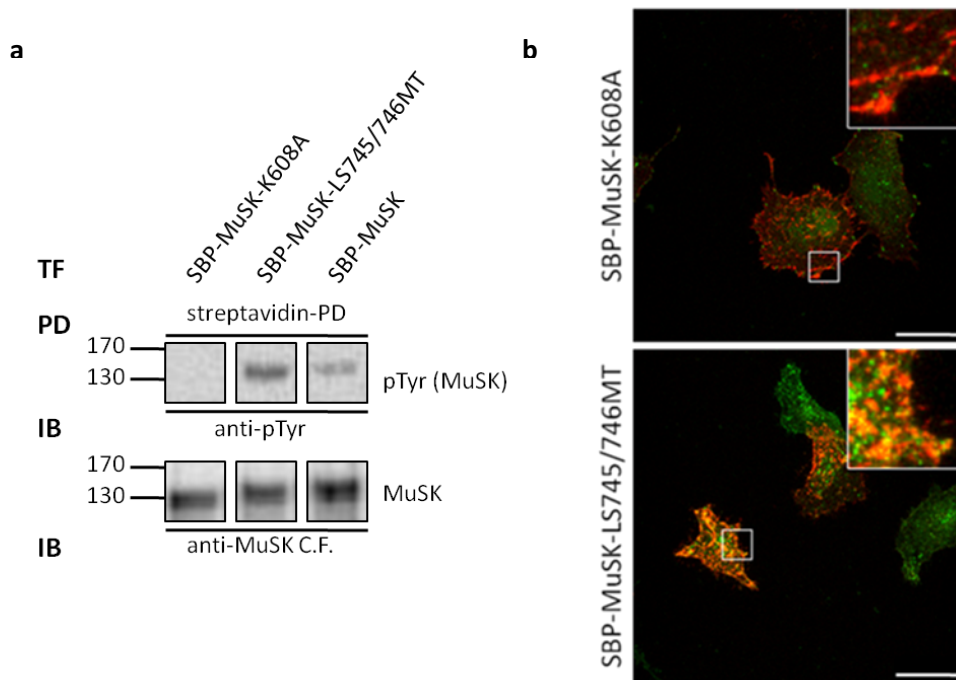 a
SBP-MuSK-K608A
SBP-MuSK-LS745/746MT
SBP-MuSK
TF
PD
streptavidin-PD
170
130
pTyr (MuSK)
IB
anti-pTyr
170
130
MuSK
IB
anti-MuSK C.F.
b
SBP-MuSK-K608A
SBP-MuSK-LS745/746MT